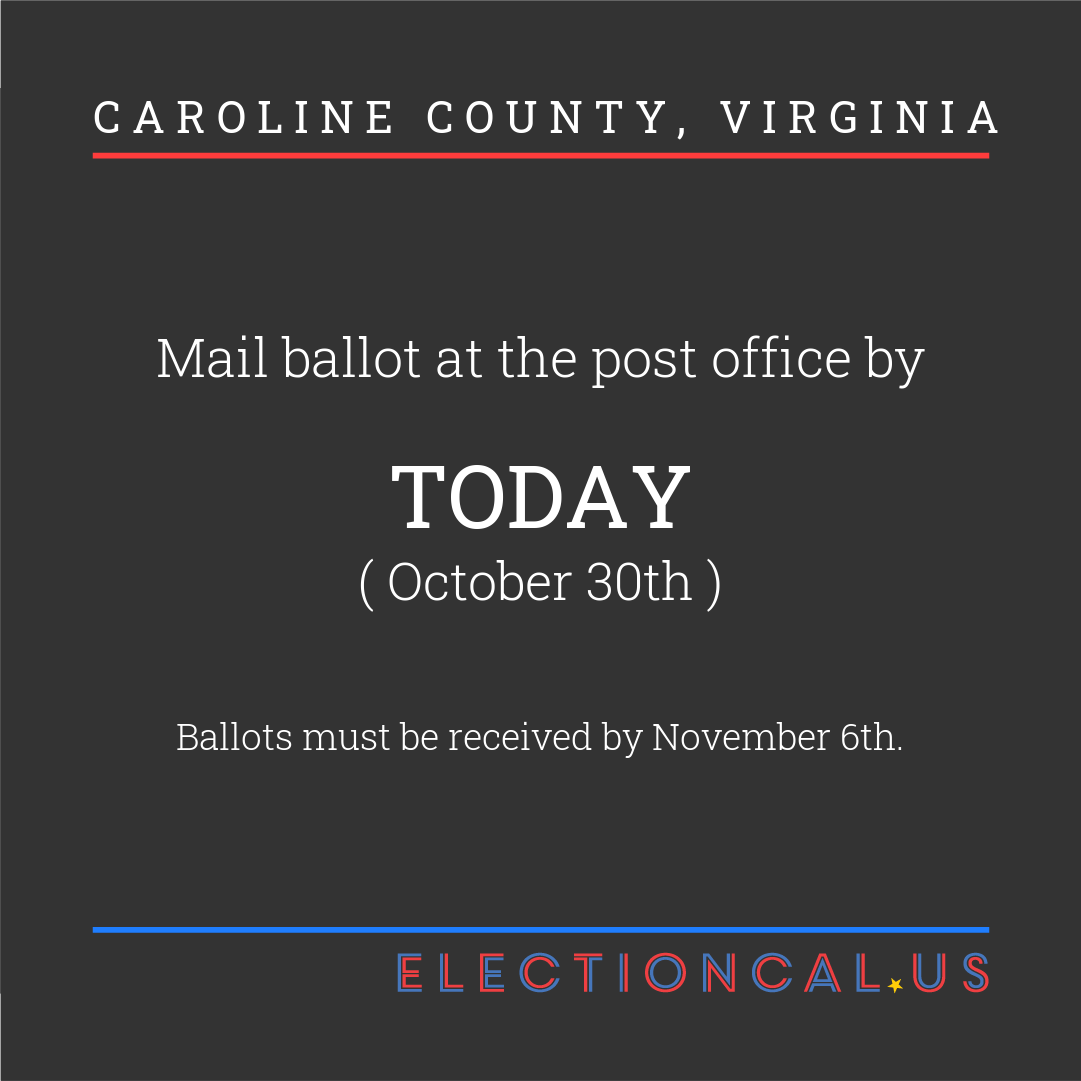 CAROLINE COUNTY, VIRGINIA
Mail ballot at the post office by
TODAY
( October 30th )
Ballots must be received by November 6th.
ELECTIONCAL.US